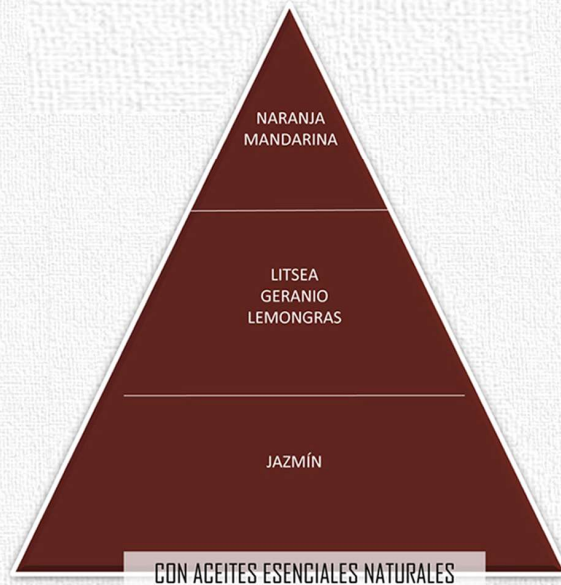 NARANJA
MANDARINA
LITSEA
GERANIO
LEMONGRAS
JAZMÍN
CON ACEITES ESENCIALES NATURALES